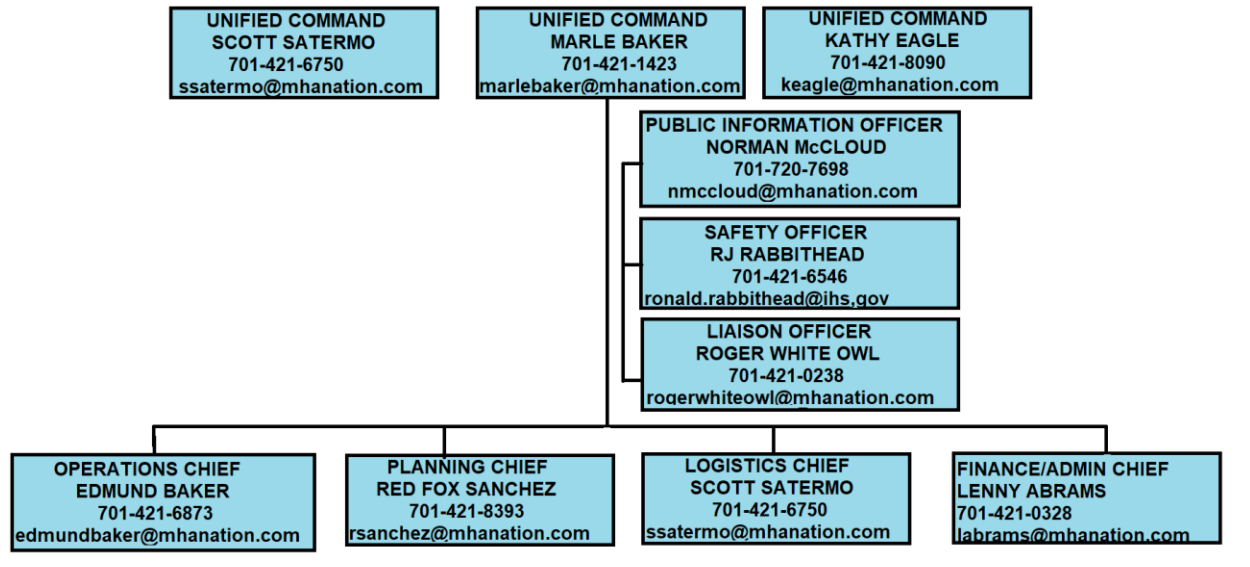 UNIFIED COMMAND
SCOTT SATERMO
701-421-6750
ssatermo@mhanation.com
UNIFIED COMMAND
MARLE BAKER
701-421-1423
marlebaker@mhanation.com
UNIFIED COMMAND
KATHY EAGLE
701-421-8090
keagle@mhanation.com
PUBLIC INFORMATION OFFICER
NORMAN McCLOUD
701-720-7698
nmccloud@mhanation.com
SAFETY OFFICER
RJ RABBITHEAD
701-421-6546
ronald.rabbithead@ihs,gov
LIAISON OFFICER
ROGER WHITE OWL
701-421-0238
rogerwhiteowl@mhanation.com
OPERATIONS CHIEF
EDMUND BAKER
701-421-6873
edmundbaker@mhanation.com
PLANNING CHIEF
RED FOX SANCHEZ
701-421-8393
rsanchez@mhanation.com
LOGISTICS CHIEF
SCOTT SATERMO
701-421-6750
ssatermo@mhanation.com
FINANCE/ADMIN CHIEF
LENNY ABRAMS
701-421-0328
labrams@mhanation.com